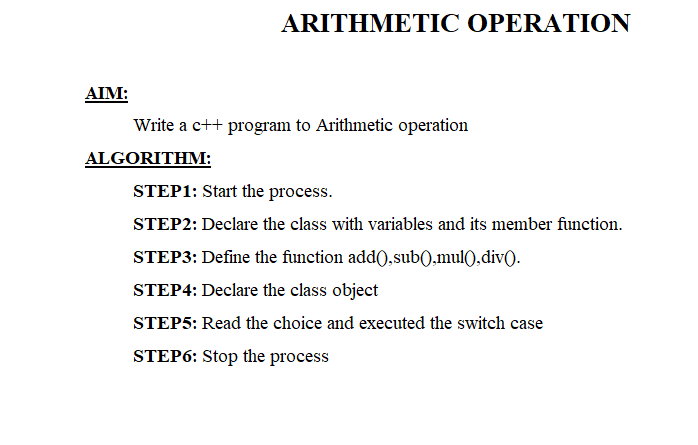 ARITHMETIC OPERATION
AIM:
Write a c++ program to Arithmetic operation
ALGORITHM:
STEP1: Start the process.
STEP2: Declare the class with variables and its member function.
STEP3: Define the function add(),sub(),mul(),div().
STEP4: Declare the class object
STEP5: Read the choice and executed the switch case
STEP6: Stop the process